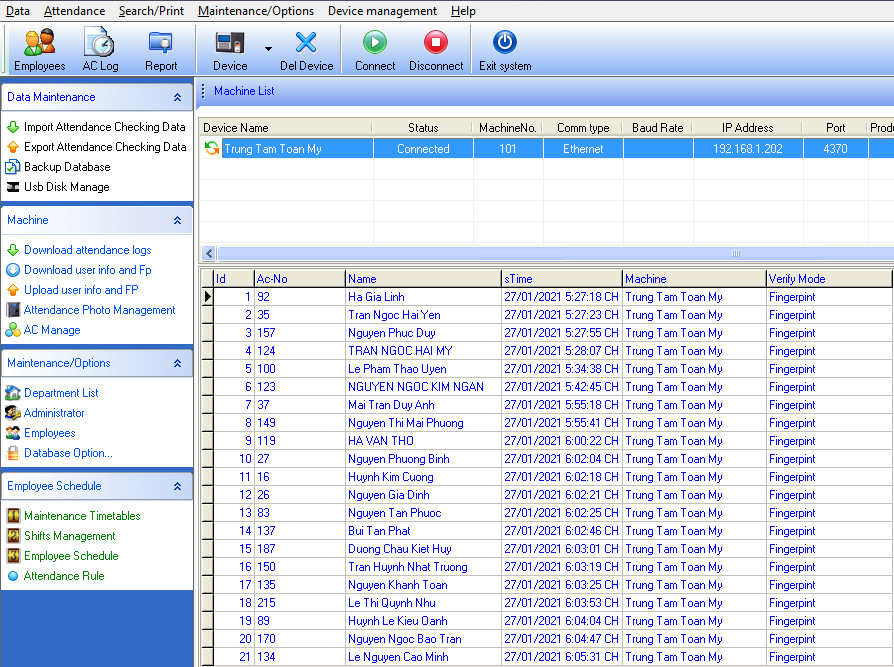 Data Attendance Search/Print Maintenance/Options Device management Help
Employees AC Log Report Device Del Device Connect Disconnect Exit system
Data Maintenance
Import Attendance Checking Data
Export Attendance Checking Data
Backup Database
Usb Disk Manage
Machine
Download attendance logs
Download user info and Fp
Upload user info and FP
Attendance Photo Management
AC Manage
Maintenance/Options
Department List
Administrator
Employees
Database Option...
Employee Schedule
Maintenance Timetables
Shifts Management
Employee Schedule
Attendance Rule
Machine List
Device Name Status MachineNo. Comm type Baud Rate IP Address Port Produ
Trung Tam Toan My Connected 101 Ethernet 192.168.1.202 4370
Id Ac-No Name sTime Machine Verify Mode
1 92 Ha Gia Linh 27/01/2021 5:27:18 CH Trung Tam Toan My Fingerpint
2 35 Tran Ngoc Hai Yen 27/01/2021 5:27:23 CH Trung Tam Toan My Fingerpint
3 157 Nguyen Phuc Duy 27/01/2021 5:27:55 CH Trung Tam Toan My Fingerpint
4 124 TRAN NGOC HAI MY 27/01/2021 5:28:07 CH Trung Tam Toan My Fingerpint
5 100 Le Pham Thao Uyen 27/01/2021 5:34:38 CH Trung Tam Toan My Fingerpint
6 123 NGUYEN NGOC KIM NGAN 27/01/2021 5:42:45 CH Trung Tam Toan My Fingerpint
7 37 Mai Tran Duy Anh 27/01/2021 5:55:18 CH Trung Tam Toan My Fingerpint
8 149 Nguyen Thi Mai Phuong 27/01/2021 5:55:41 CH Trung Tam Toan My Fingerpint
9 119 HA VAN THO 27/01/2021 6:00:22 CH Trung Tam Toan My Fingerpint
10 27 Nguyen Phuong Binh 27/01/2021 6:02:04 CH Trung Tam Toan My Fingerpint
11 16 Huynh Kim Cuong 27/01/2021 6:02:18 CH Trung Tam Toan My Fingerpint
12 26 Nguyen Gia Dinh 27/01/2021 6:02:21 CH Trung Tam Toan My Fingerpint
13 83 Nguyen Tan Phuoc 27/01/2021 6:02:25 CH Trung Tam Toan My Fingerpint
14 137 Bui Tan Phat 27/01/2021 6:02:46 CH Trung Tam Toan My Fingerpint
15 187 Duong Chau Kiet Huy 27/01/2021 6:03:01 CH Trung Tam Toan My Fingerpint
16 150 Tran Huynh Nhat Truong 27/01/2021 6:03:19 CH Trung Tam Toan My Fingerpint
17 135 Nguyen Khanh Toan 27/01/2021 6:03:25 CH Trung Tam Toan My Fingerpint
18 215 Le Thi Quynh Nhu 27/01/2021 6:03:53 CH Trung Tam Toan My Fingerpint
19 89 Huynh Le Kieu Oanh 27/01/2021 6:04:04 CH Trung Tam Toan My Fingerpint
20 170 Nguyen Ngoc Bao Tran 27/01/2021 6:04:47 CH Trung Tam Toan My Fingerpint
21 134 Le Nguyen Cao Minh 27/01/2021 6:05:31 CH Trung Tam Toan My Fingerpint